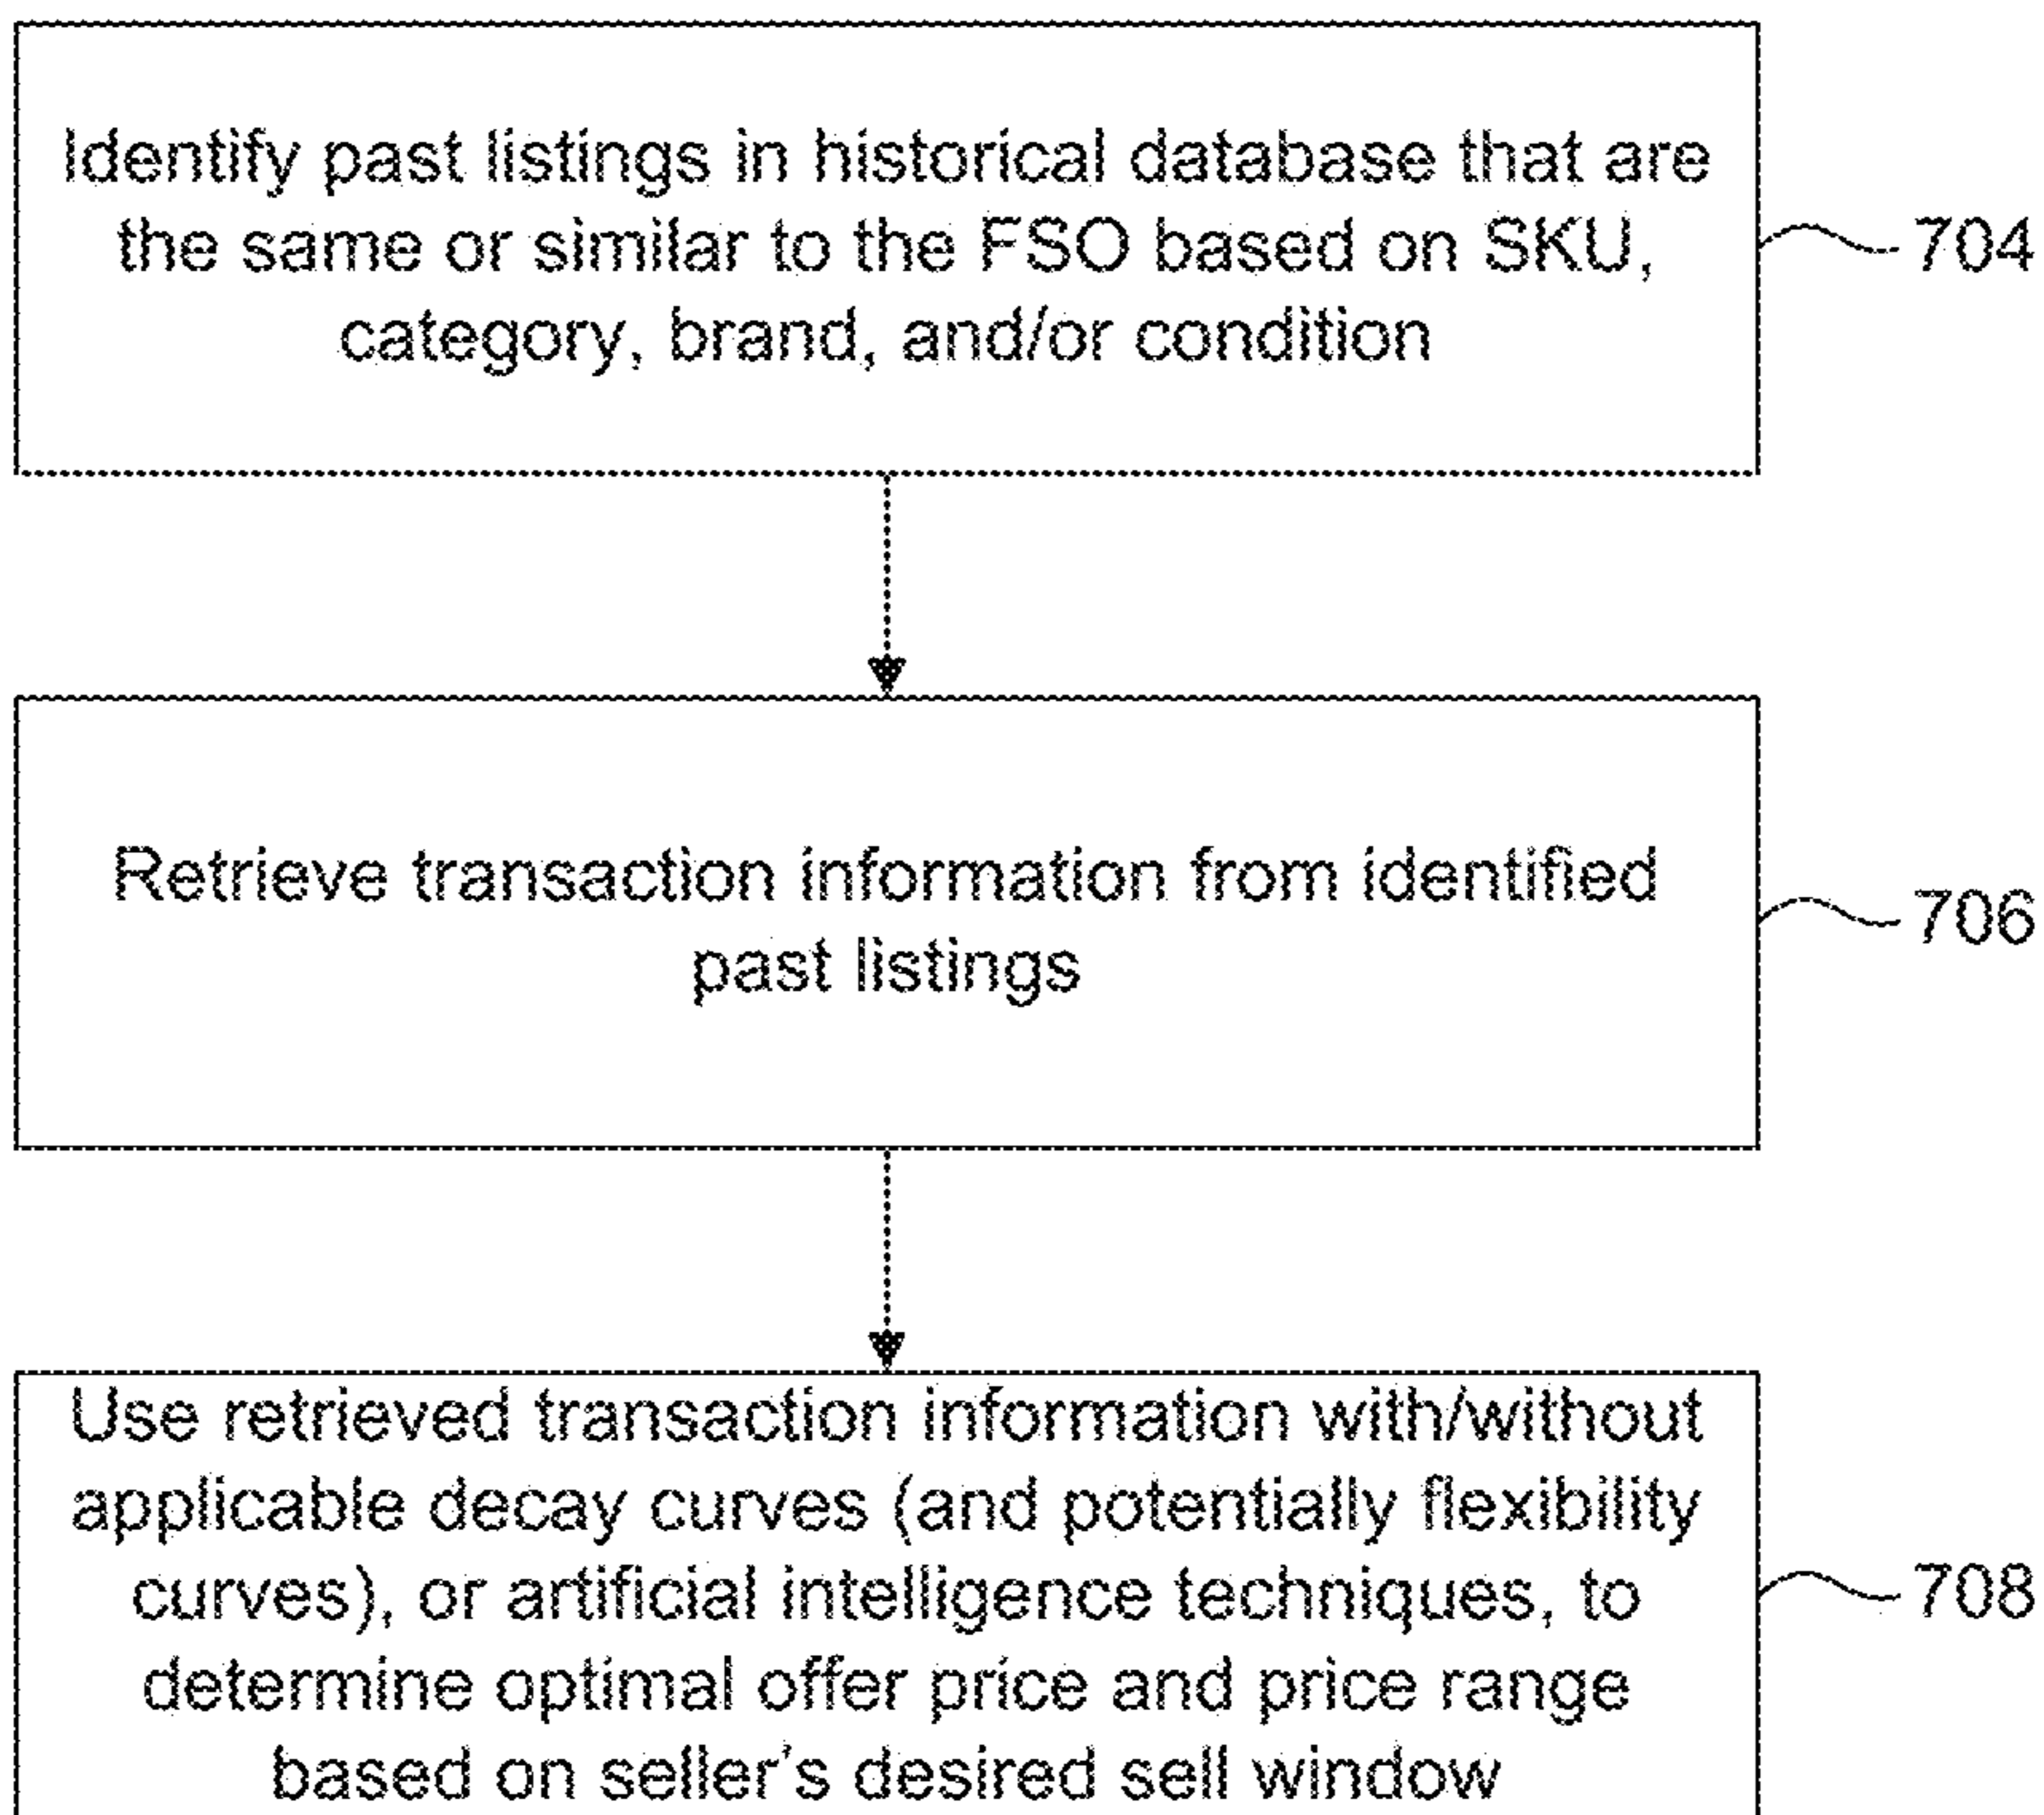 Identify past listings in historical database that are
the same or similar to the FSO based on SKU,
category, brand, and/or condition
704
Retrieve transaction information from identified
past listings
706
Use retrieved transaction information with/without
applicable decay curves (and potentially flexibility
curves), or artificial intelligence techniques, to
determine optimal offer price and price range
based on seller's desired sell window
708